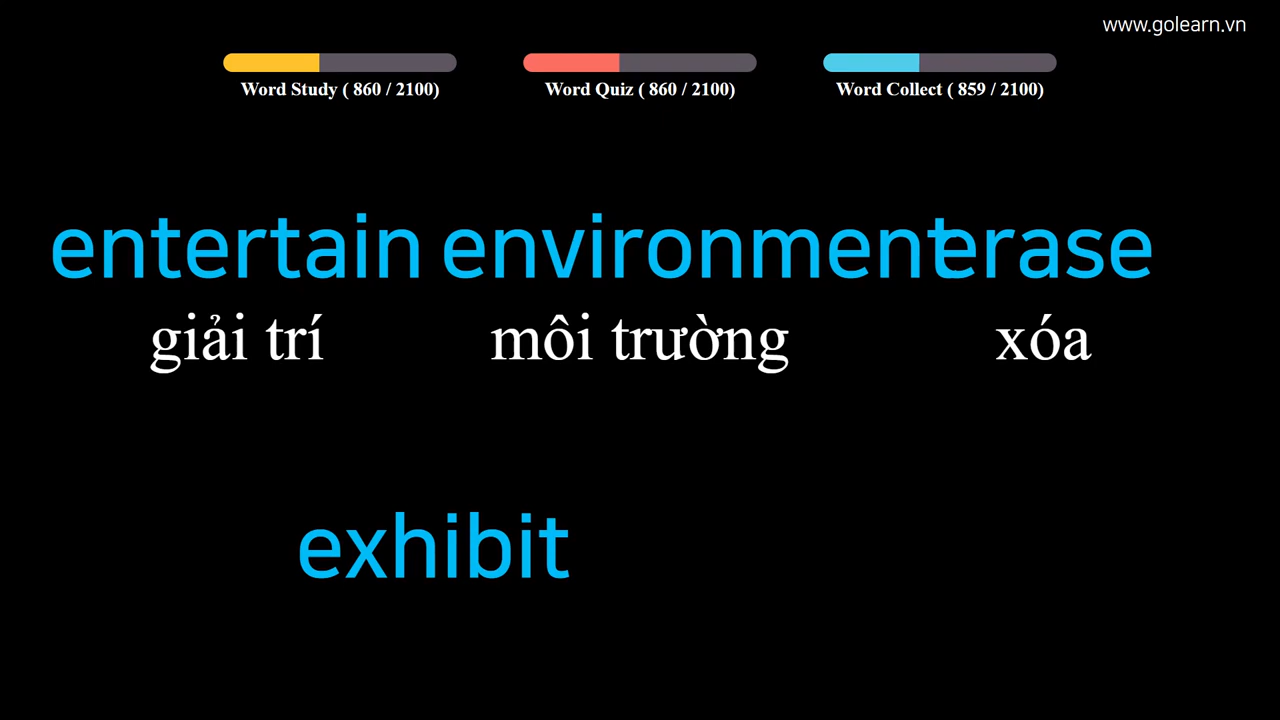 www.golearn.vn
Word Study ( 860 / 2100) Word Quiz ( 860 / 2100) Word Collect ( 859 / 2100)
entertain environment erase
giải trí môi trường xóa
exhibit